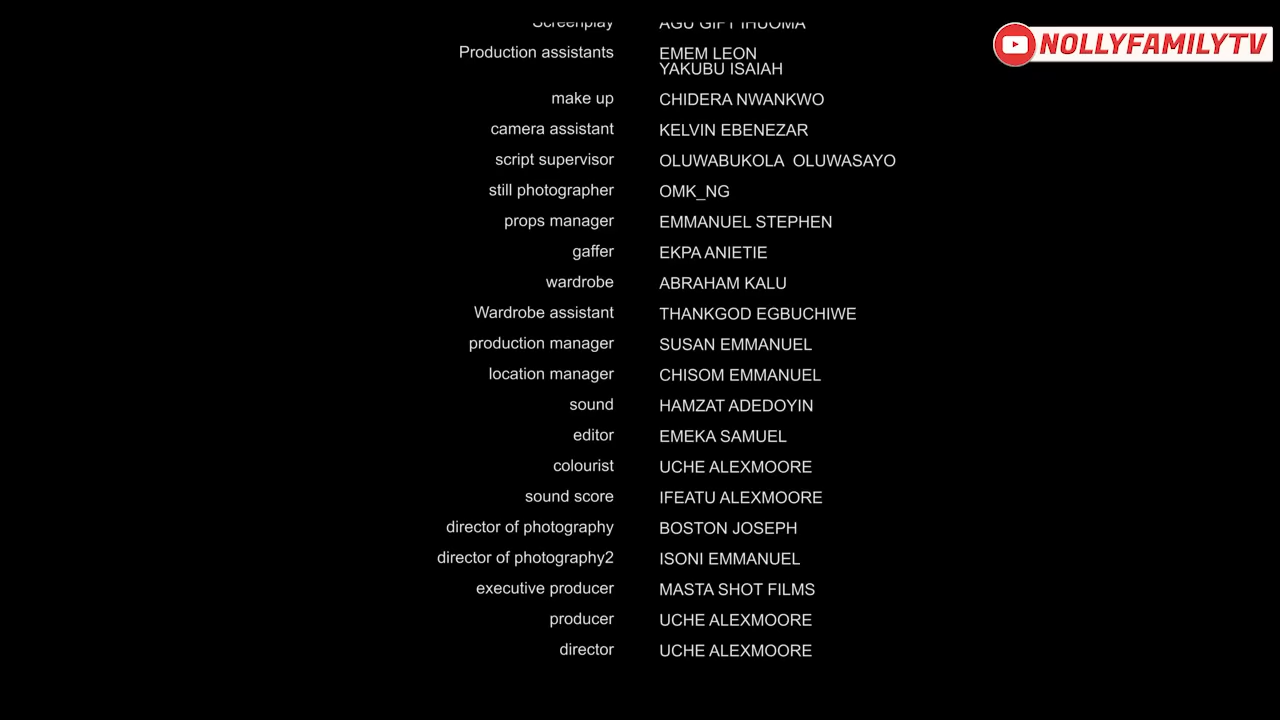 Screenplay AGU GIFT IHUOMA
NOLLYFAMILYTV
Production assistants EMEM LEON
YAKUBU ISAIAH
make up CHIDERA NWANKWO
camera assistant KELVIN EBENEZAR
script supervisor OLUWABUKOLA  OLUWASAYO
still photographer OMK_NG
props manager EMMANUEL STEPHEN
gaffer EKPA ANIETIE
wardrobe ABRAHAM KALU
Wardrobe assistant THANKGOD EGBUCHIWE
production manager SUSAN EMMANUEL
location manager CHISOM EMMANUEL
sound HAMZAT ADEDOYIN
editor EMEKA SAMUEL
colourist UCHE ALEXMOORE
sound score IFEATU ALEXMOORE
director of photography BOSTON JOSEPH
director of photography2 ISONI EMMANUEL
executive producer MASTA SHOT FILMS
producer UCHE ALEXMOORE
director UCHE ALEXMOORE